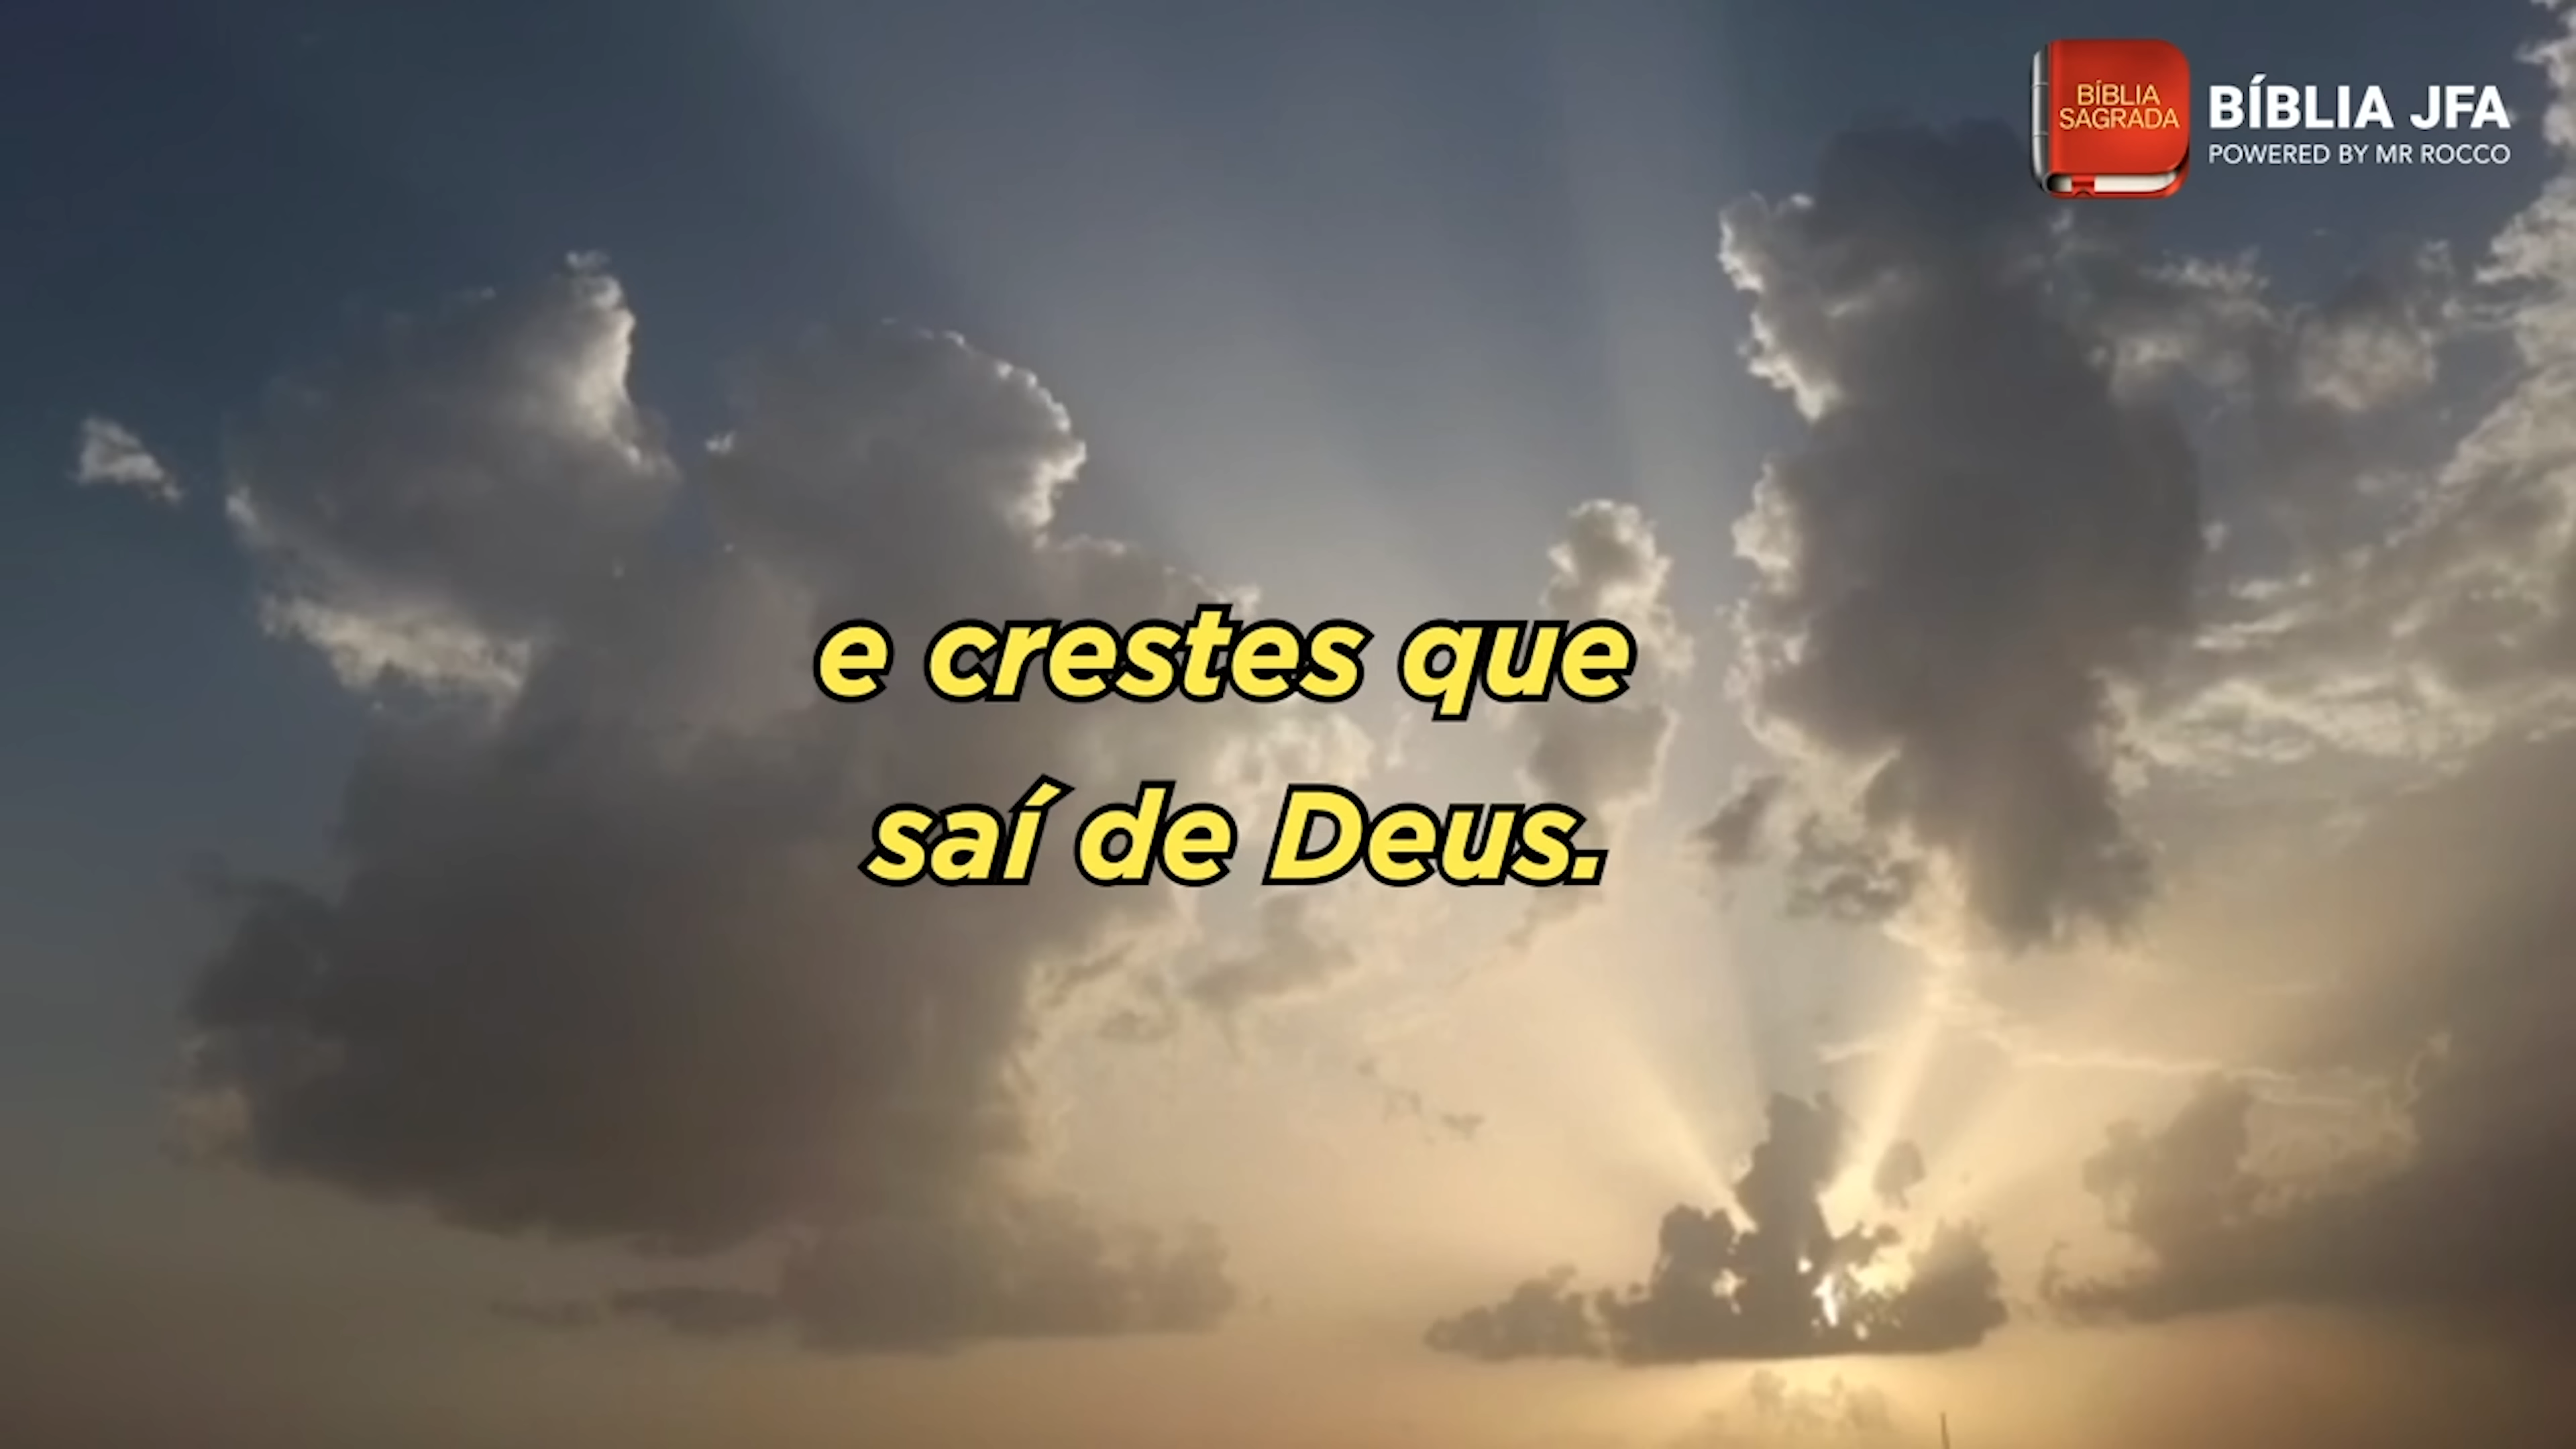 BÍBLIA
SAGRADA
BÍBLIA JFA
POWERED BY MR ROCCO
e crestes que
saí de Deus.